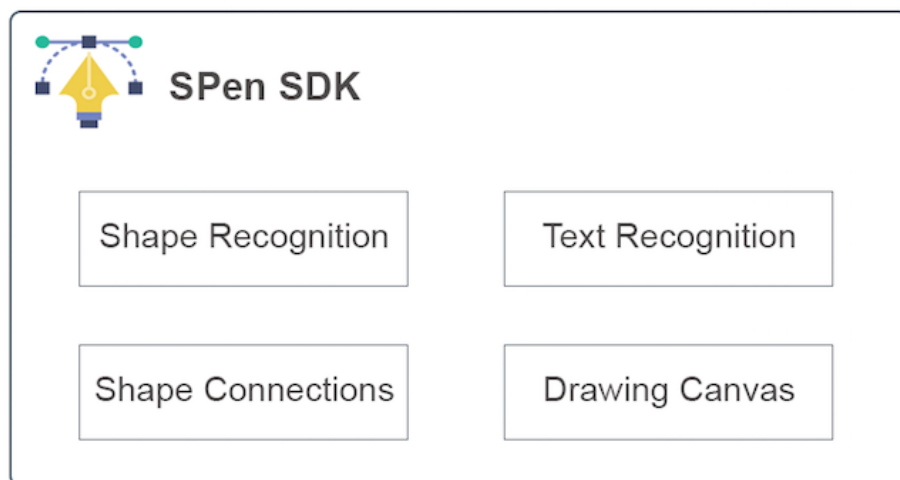 SPen SDK
Shape Recognition
Text Recognition
Shape Connections
Drawing Canvas